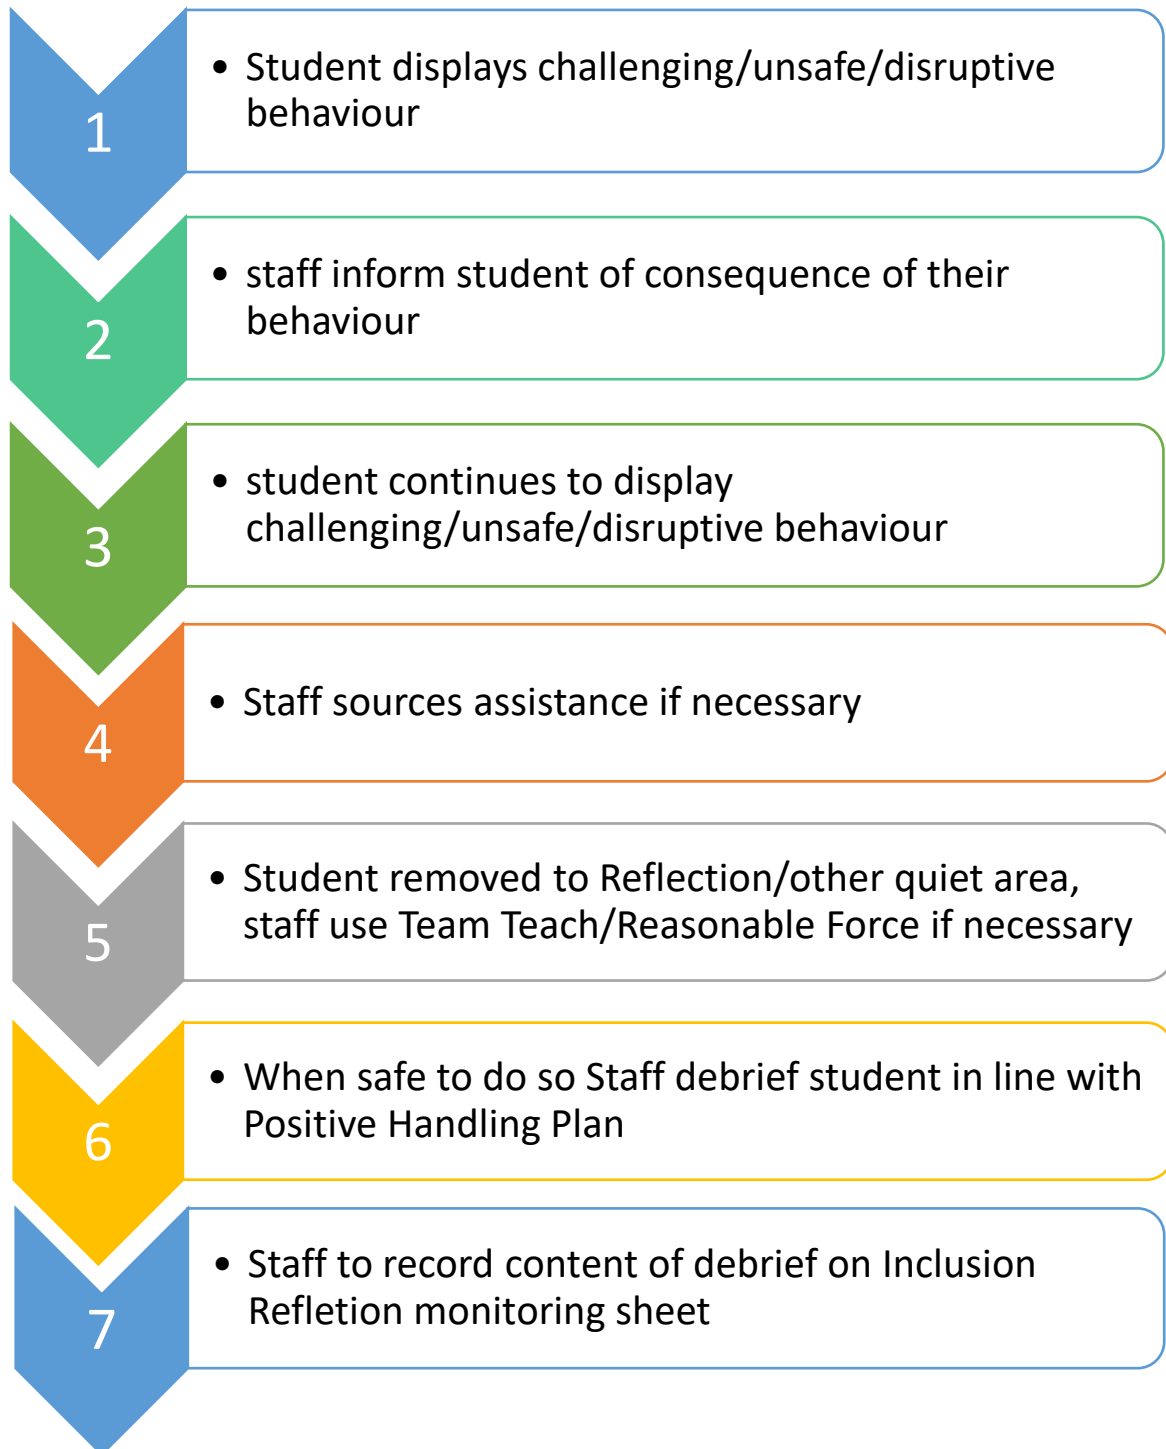 1
• Student displays challenging/unsafe/disruptive
behaviour
2
• staff inform student of consequence of their
behaviour
3
• student continues to display
challenging/unsafe/disruptive behaviour
4
• Staff sources assistance if necessary
5
• Student removed to Reflection/other quiet area,
staff use Team Teach/Reasonable Force if necessary
6
• When safe to do so Staff debrief student in line with
Positive Handling Plan
7
• Staff to record content of debrief on Inclusion
Refletion monitoring sheet